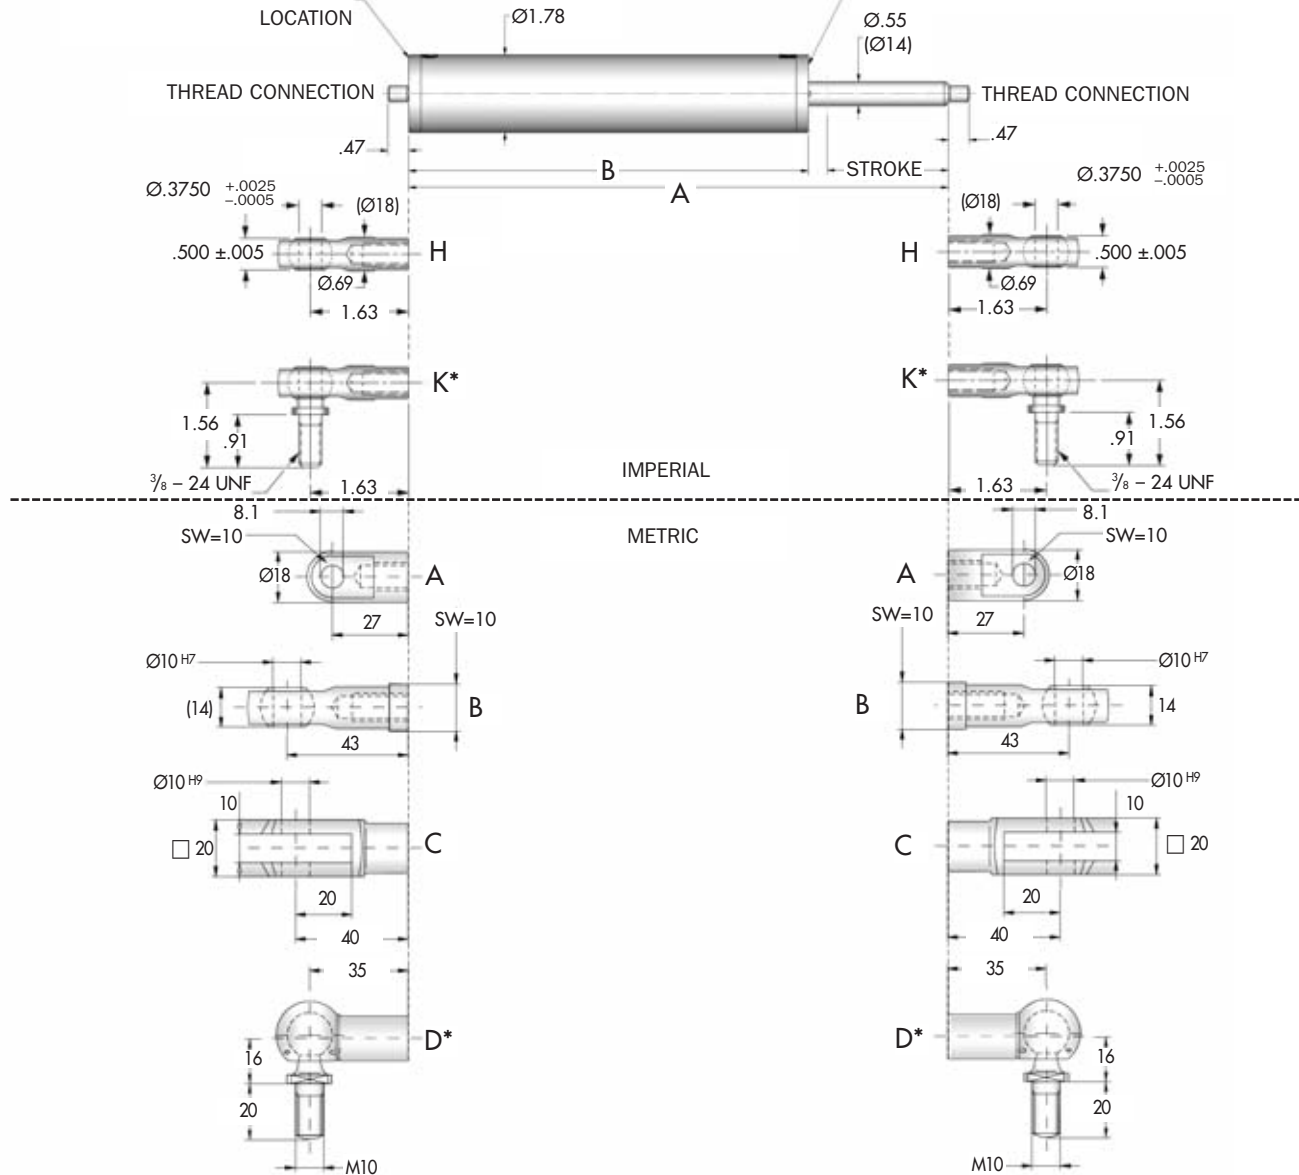 LOCATION
Ø1.78
Ø.55
(Ø14)
THREAD CONNECTION
THREAD CONNECTION
.47
.47
B
STROKE
A
Ø.3750 +.0025 –.0005
(Ø18)
.500 ±.005
H
Ø.69
1.63
Ø.3750 +.0025 –.0005
(Ø18)
H
.500 ±.005
Ø.69
1.63
K*
1.56
.91
3/8 – 24 UNF
1.63
K*
1.56
.91
3/8 – 24 UNF
1.63
IMPERIAL
METRIC
8.1
SW=10
Ø18
A
27
8.1
SW=10
A
Ø18
27
SW=10
Ø10 H7
(14)
B
43
SW=10
Ø10 H7
B
14
43
Ø10 H9
10
□ 20
C
20
40
Ø10 H9
10
C
□ 20
20
40
35
D*
16
20
M10
35
D*
16
20
M10